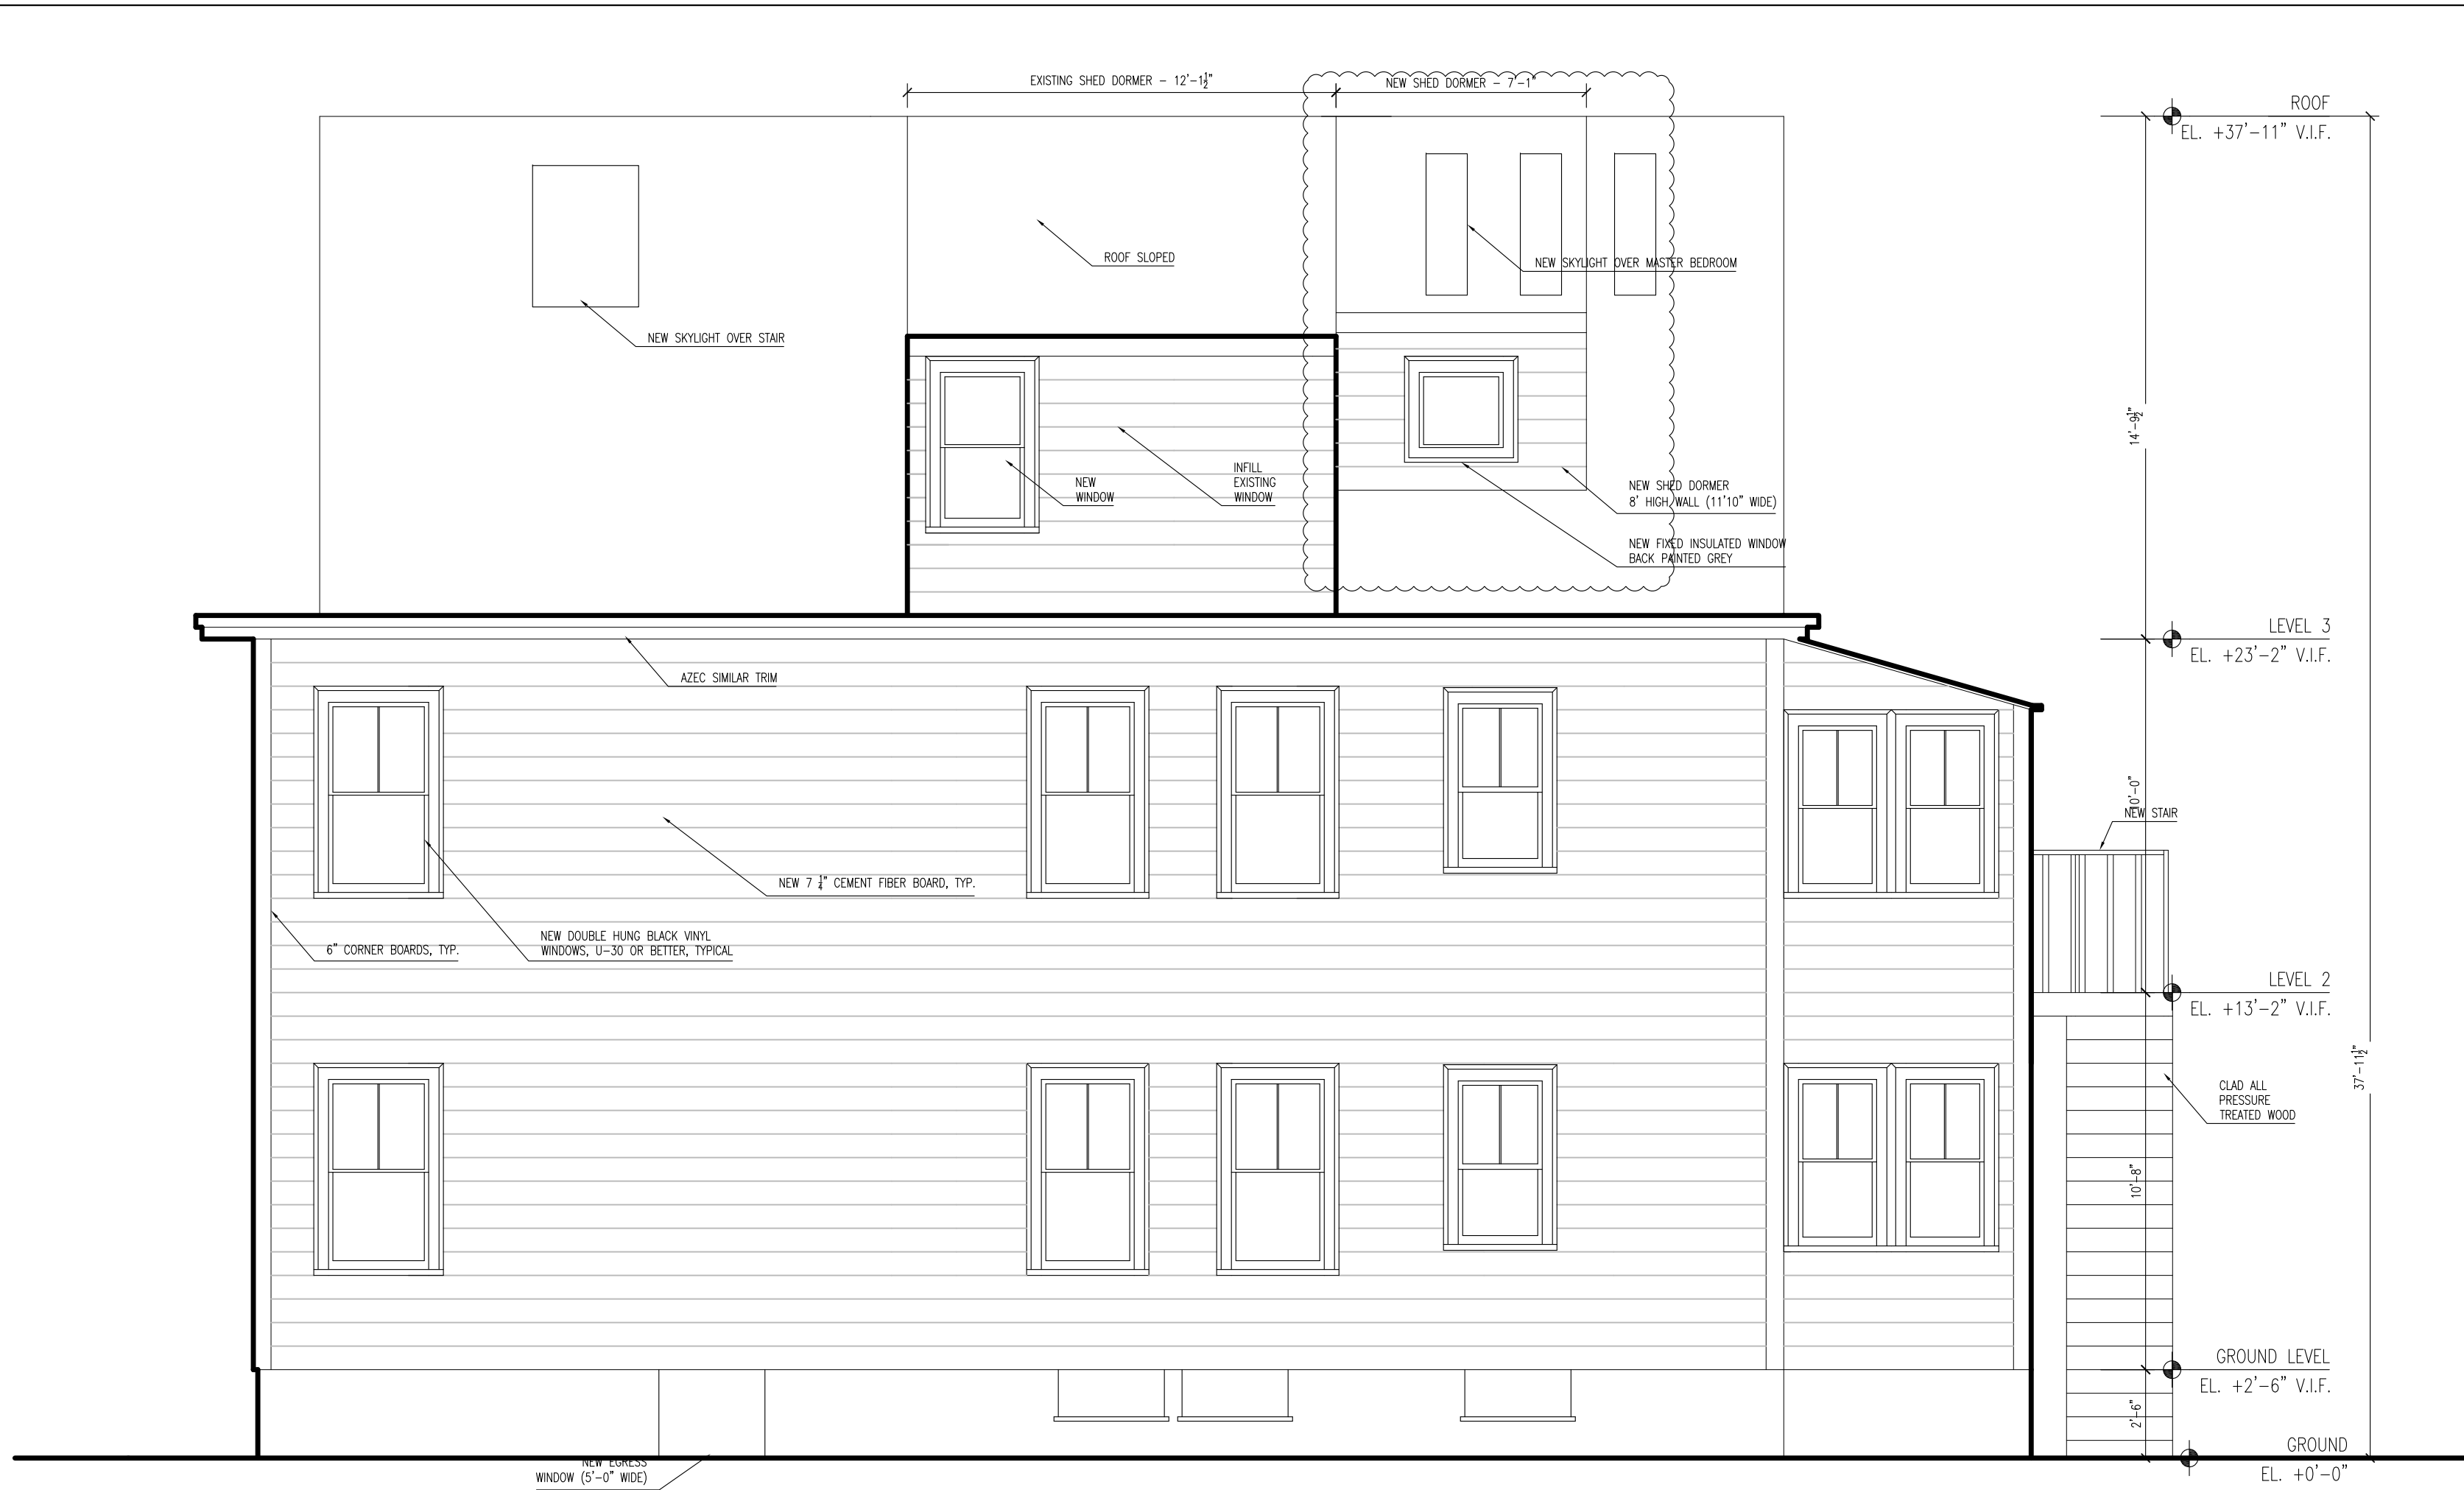 EXISTING SHED DORMER - 12'-1½"
NEW SHED DORMER - 7'-1"
ROOF
EL. +37'-11" V.I.F.
ROOF SLOPED
NEW SKYLIGHT OVER MASTER BEDROOM
NEW SKYLIGHT OVER STAIR
14'-9½"
NEW
WINDOW
INFILL
EXISTING
WINDOW
NEW SHED DORMER
8' HIGH WALL (11'10" WIDE)
NEW FIXED INSULATED WINDOW
BACK PAINTED GREY
LEVEL 3
EL. +23'-2" V.I.F.
AZEC SIMILAR TRIM
10'-0"
NEW STAIR
NEW 7 ¼" CEMENT FIBER BOARD, TYP.
6" CORNER BOARDS, TYP.
NEW DOUBLE HUNG BLACK VINYL
WINDOWS, U-30 OR BETTER, TYPICAL
LEVEL 2
EL. +13'-2" V.I.F.
37'-11½"
CLAD ALL
PRESSURE
TREATED WOOD
10'-8"
GROUND LEVEL
EL. +2'-6" V.I.F.
2'-6"
GROUND
EL. +0'-0"
NEW EGRESS
WINDOW (5'-0" WIDE)